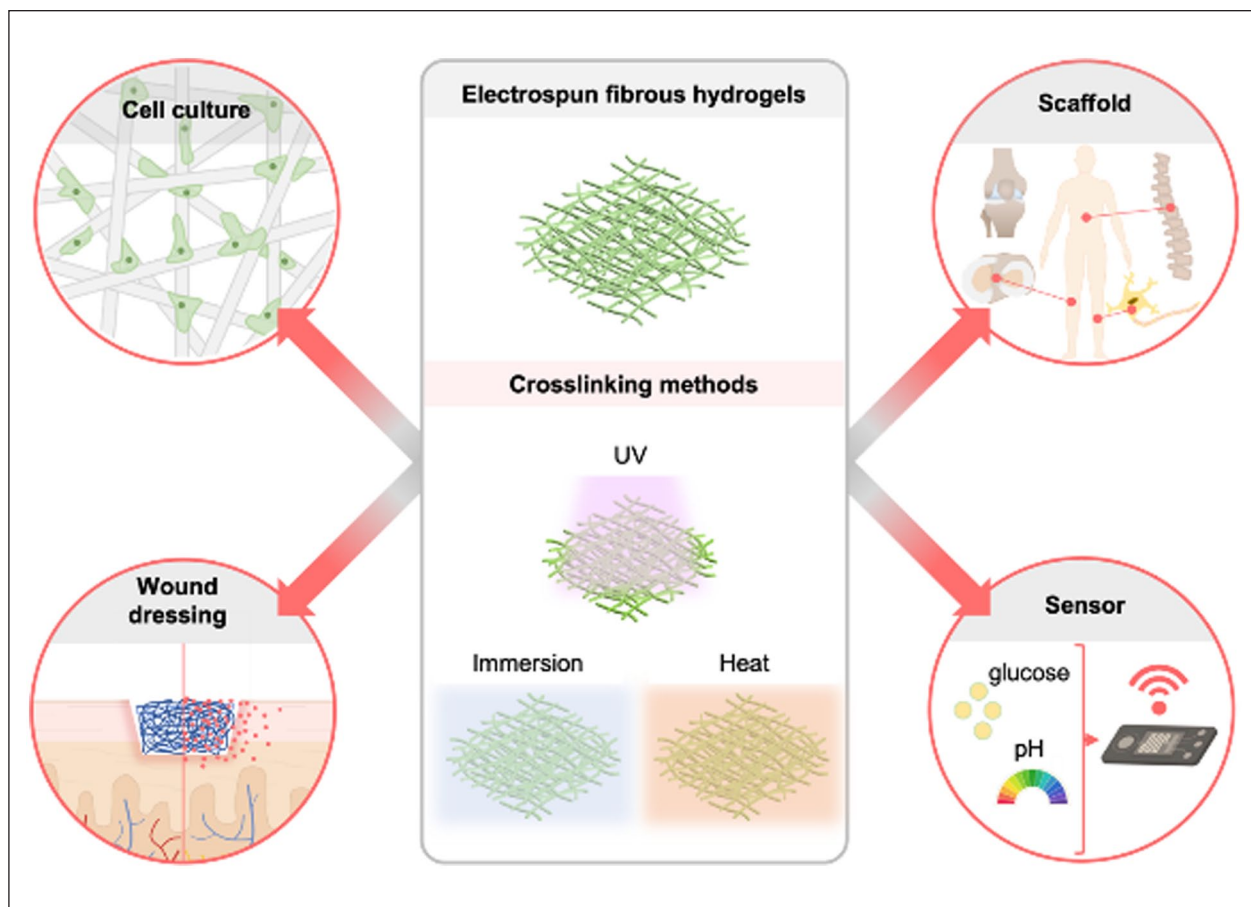 Cell culture
Electrospun fibrous hydrogels
Scaffold
Crosslinking methods
UV
Immersion
Heat
Wound
dressing
Sensor
glucose
pH